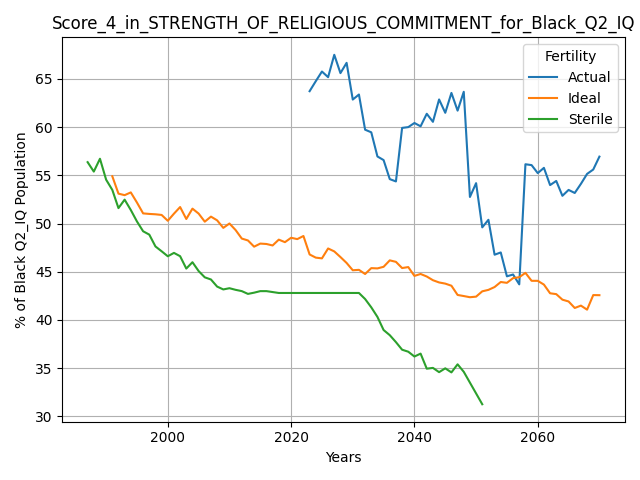 Score_4_in_STRENGTH_OF_RELIGIOUS_COMMITMENT_for_Black_Q2_IQ
Fertility
Actual
Ideal
Sterile
% of Black Q2_IQ Population
65
60
55
50
45
40
35
30
2000
2020
2040
2060
Years